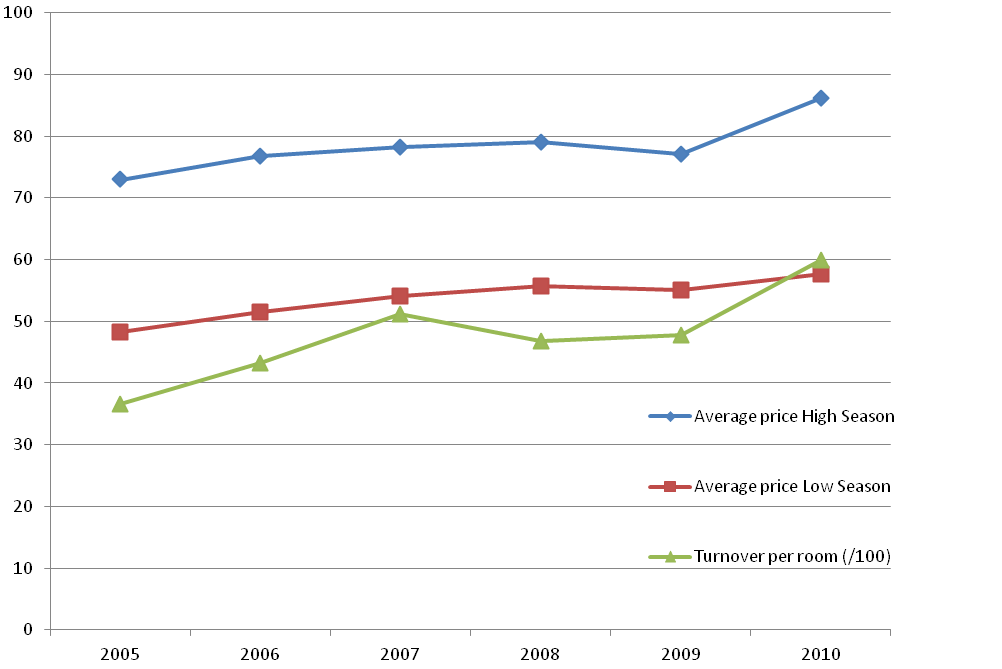 100
90
80
70
60
50
40
30
20
10
0
Average price High Season
Average price Low Season
Turnover per room (/100)
2005 2006 2007 2008 2009 2010